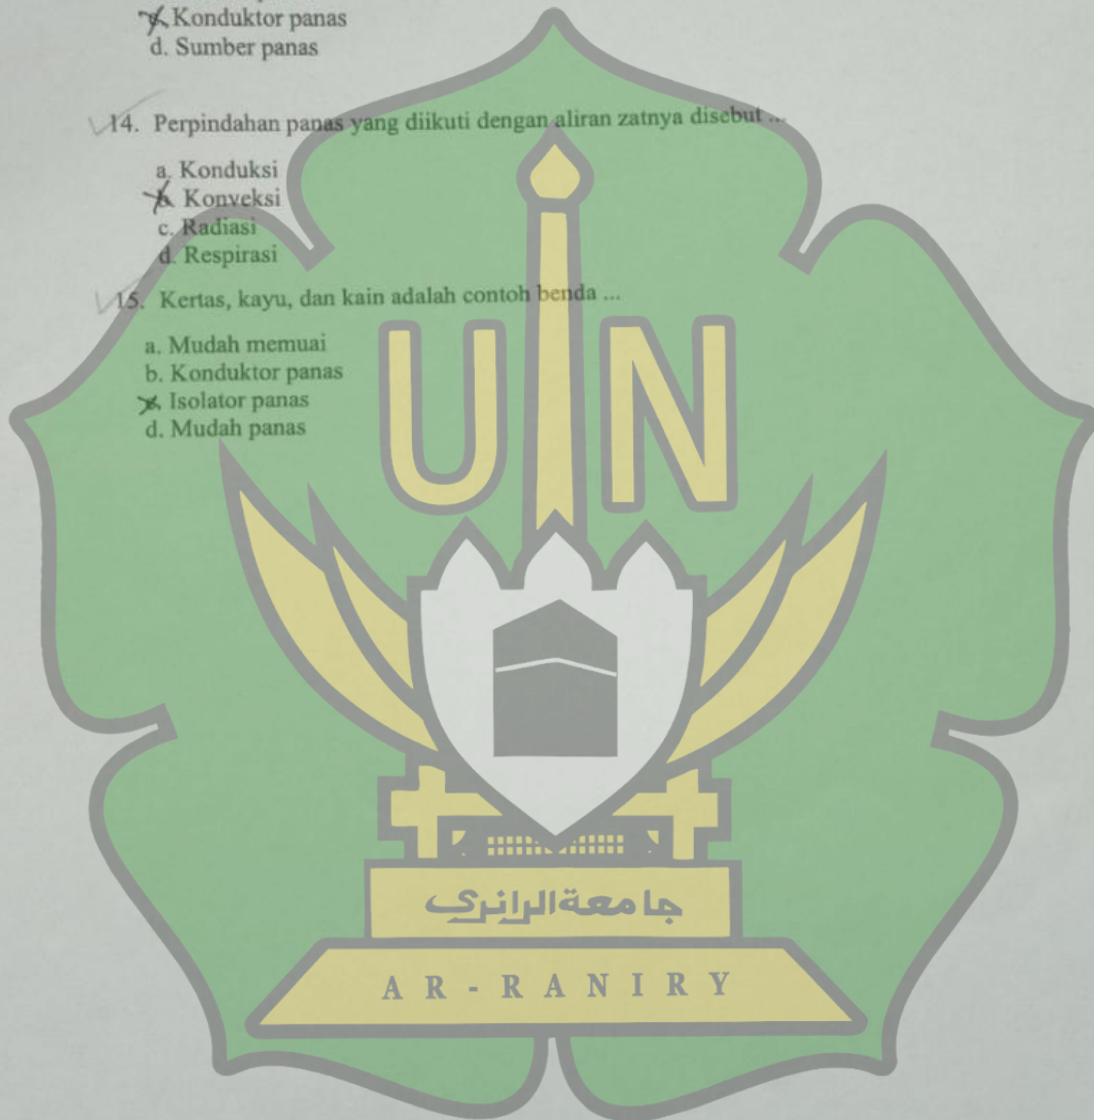 c. Konduktor panas
d. Sumber panas
14. Perpindahan panas yang diikuti dengan aliran zatnya disebut ...
a. Konduksi
b. Konveksi
c. Radiasi
d. Respirasi
15. Kertas, kayu, dan kain adalah contoh benda ...
a. Mudah memuai
b. Konduktor panas
c. Isolator panas
d. Mudah panas
UIN
جامعة الرانري
AR-RANIRY